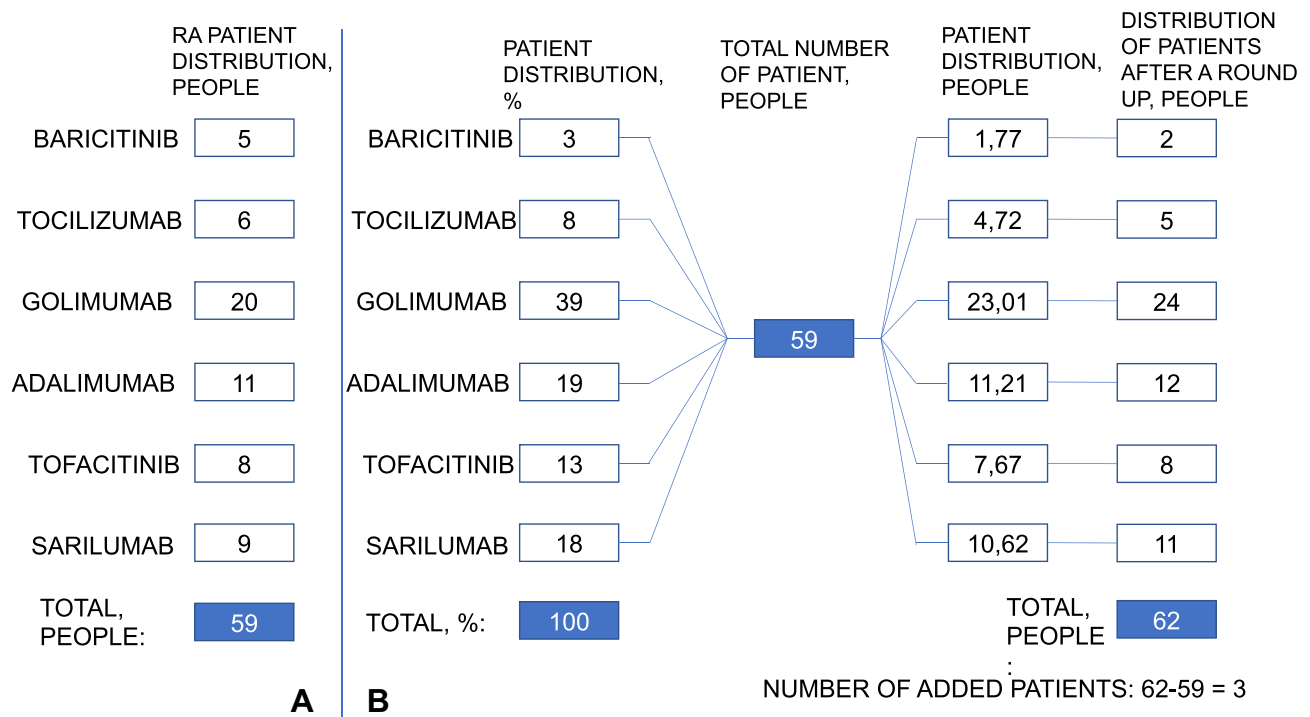 RA PATIENT
DISTRIBUTION,
PEOPLE
BARICITINIB 5
TOCILIZUMAB 6
GOLIMUMAB 20
ADALIMUMAB 11
TOFACITINIB 8
SARILUMAB 9
TOTAL,
PEOPLE: 59
A
PATIENT
DISTRIBUTION,
%
TOTAL NUMBER
OF PATIENT,
PEOPLE
PATIENT
DISTRIBUTION,
PEOPLE
DISTRIBUTION
OF PATIENTS
AFTER A ROUND
UP, PEOPLE
BARICITINIB 3 1,77 2
TOCILIZUMAB 8 4,72 5
GOLIMUMAB 39 23,01 24
59
ADALIMUMAB 19 11,21 12
TOFACITINIB 13 7,67 8
SARILUMAB 18 10,62 11
TOTAL, %: 100
TOTAL,
PEOPLE
: 62
NUMBER OF ADDED PATIENTS: 62-59 = 3
B